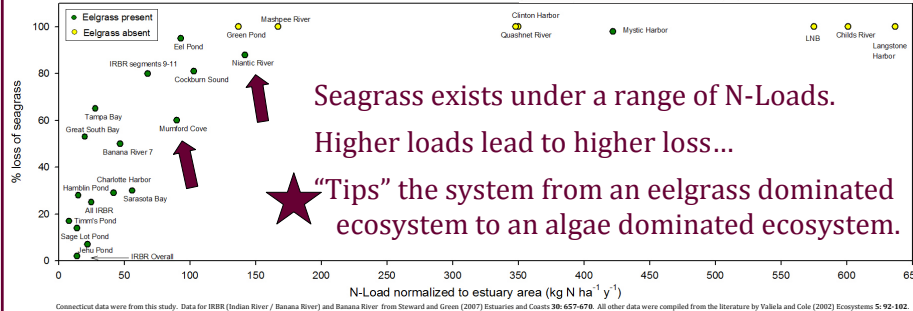 Eelgrass present
Eelgrass absent
% loss of seagrass
100
80
60
40
20
0
Mashpee River
Green Pond
Eel Pond
Niantic River
IRBR segments 9-11
Cockburn Sound
Clinton Harbor
Quashnet River
Mystic Harbor
LNB
Childs River
Langstone
Harbor
Tampa Bay
Great South Bay
Mumford Cove
Banana River 7
Charlotte Harbor
Hamblin Pond
Sarasota Bay
All IRBR
Timm's Pond
Sage Lot Pond
Jehu Pond
IRBR Overall
Seagrass exists under a range of N-Loads.
Higher loads lead to higher loss…
“Tips” the system from an eelgrass dominated
ecosystem to an algae dominated ecosystem.
0 50 100 150 200 250 300 350 400 450 500 550 600 650
N-Load normalized to estuary area (kg N ha⁻¹ y⁻¹)
Connecticut data were from this study. Data for IRBR (Indian River / Banana River) and Banana River from Steward and Green (2007) Estuaries and Coasts 30: 657-670. All other data were compiled from the literature by Valiela and Cole (2002) Ecosystems 5: 92-102.